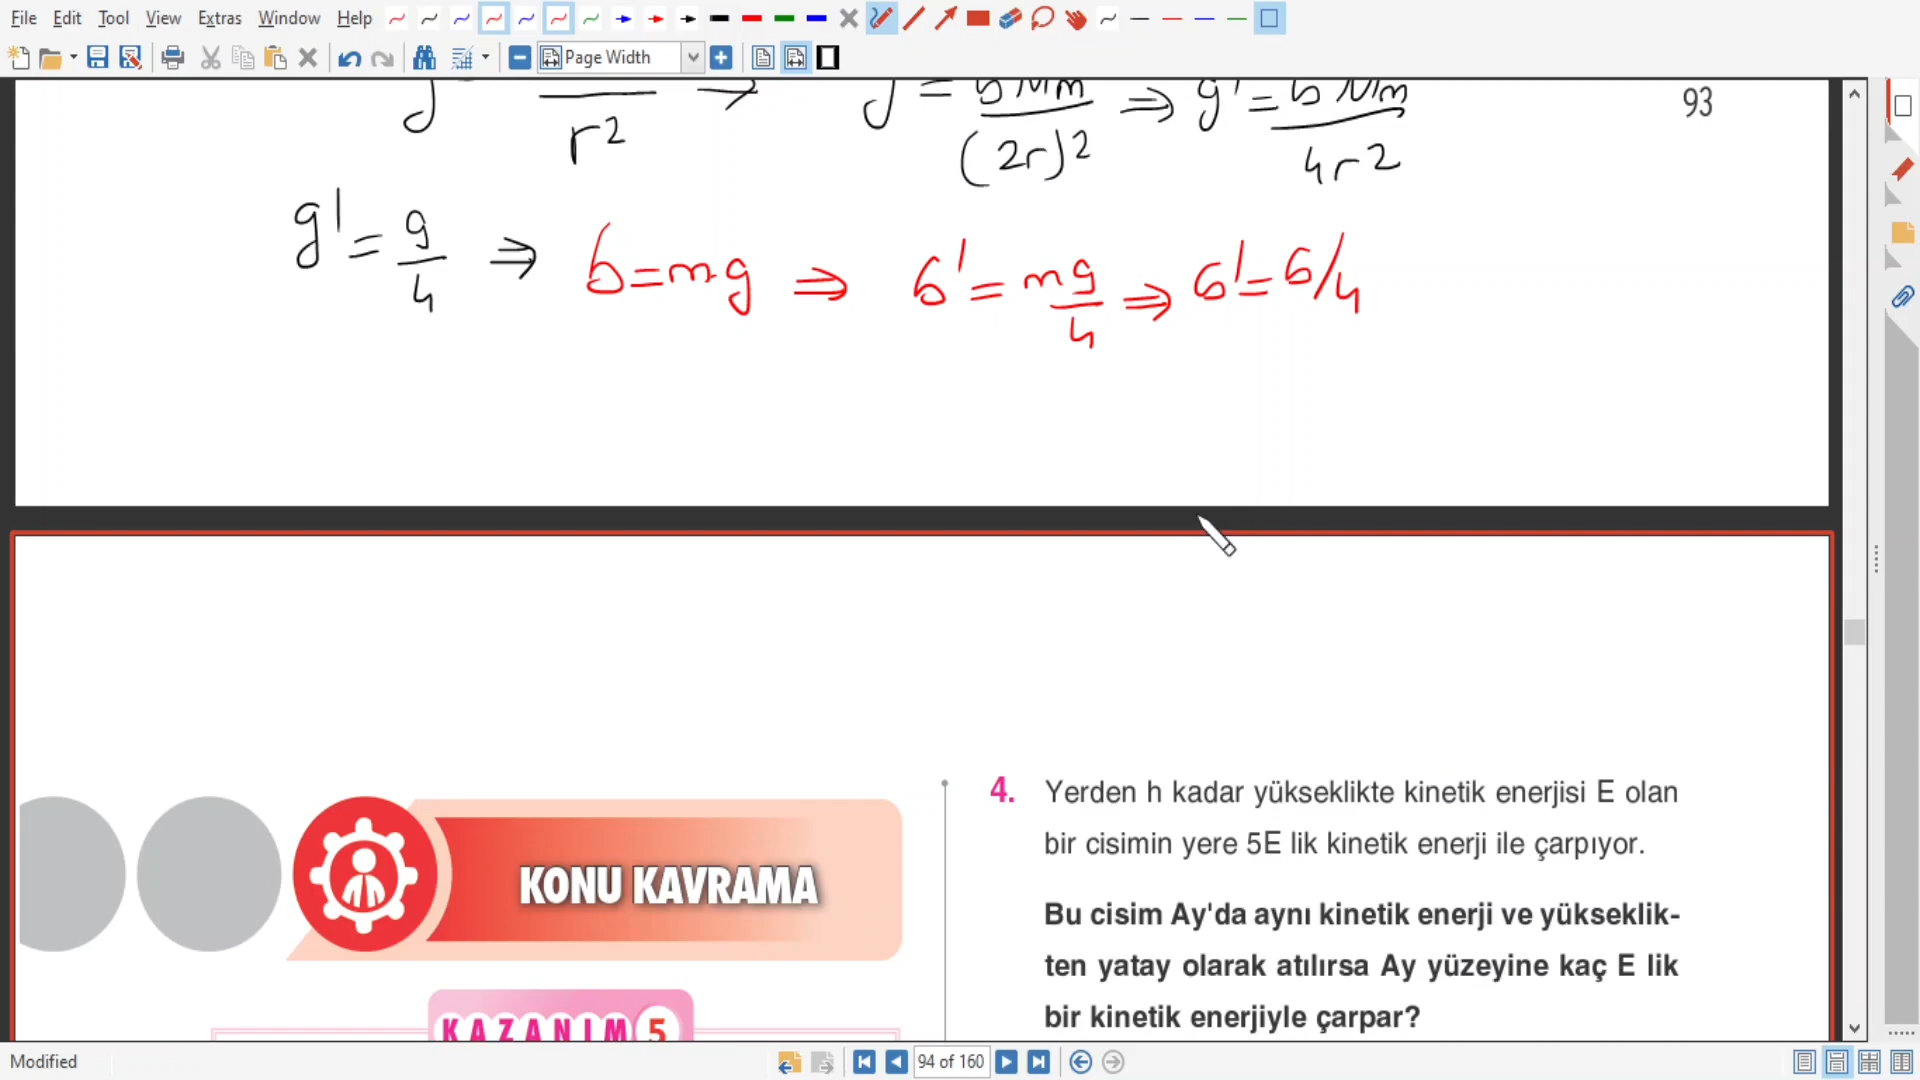 File Edit Tool View Extras Window Help
Page Width
r² (2r)² ⇒ g' = 4r² 93
g' = g/4 ⇒ G = mg ⇒ G' = mg/4 ⇒ G' = G/4
KONU KAVRAMA
KAZANIM 5
4. Yerden h kadar yükseklikte kinetik enerjisi E olan
bir cisimin yere 5E lik kinetik enerji ile çarpıyor.
Bu cisim Ay'da aynı kinetik enerji ve yükseklik-
ten yatay olarak atılırsa Ay yüzeyine kaç E lik
bir kinetik enerjiyle çarpar?
Modified
94 of 160